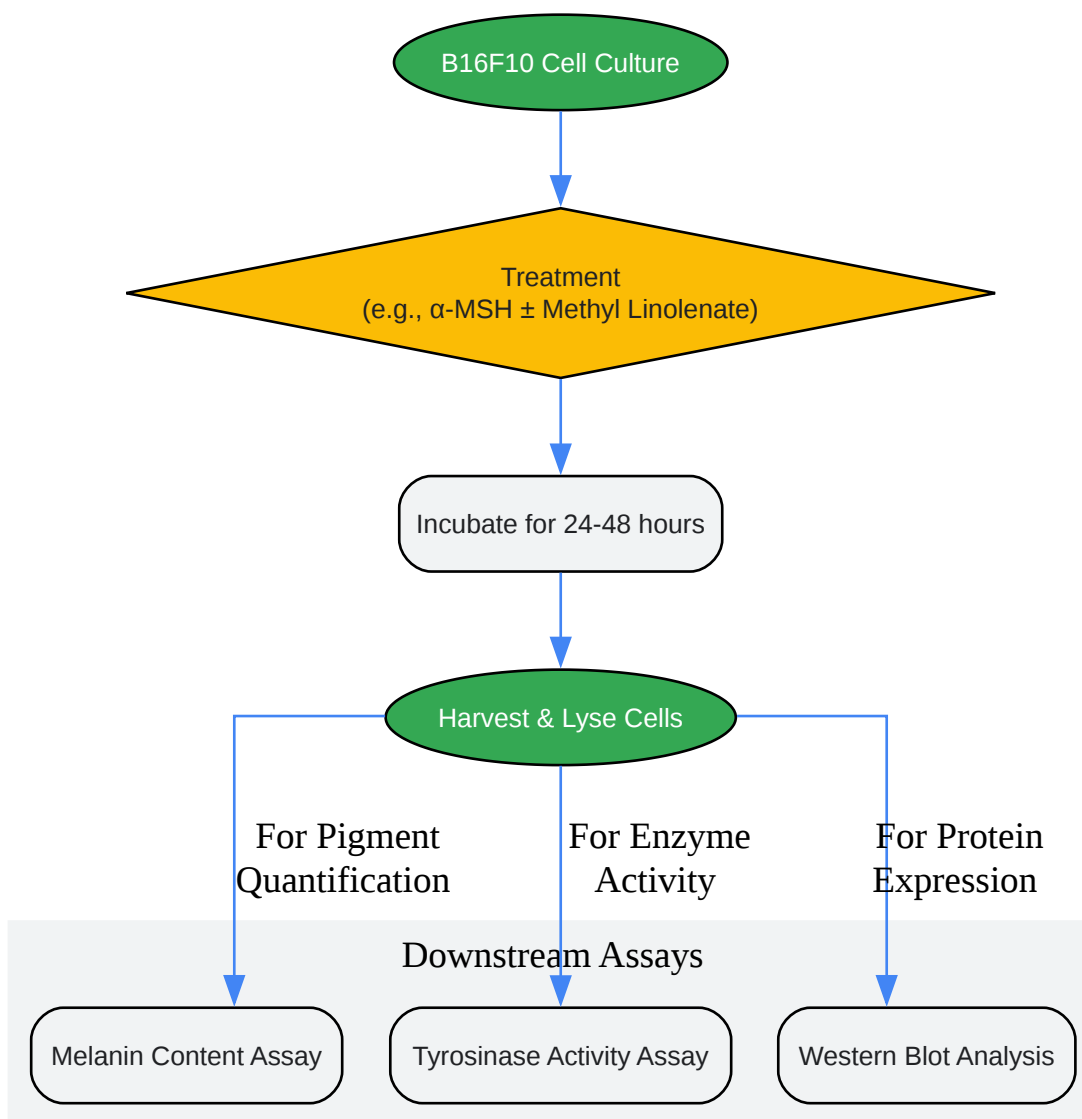 B16F10 Cell Culture
Treatment
(e.g., α-MSH ± Methyl Linolenate)
Incubate for 24-48 hours
Harvest & Lyse Cells
For Pigment
Quantification
For Enzyme
Activity
For Protein
Expression
Downstream Assays
Melanin Content Assay
Tyrosinase Activity Assay
Western Blot Analysis